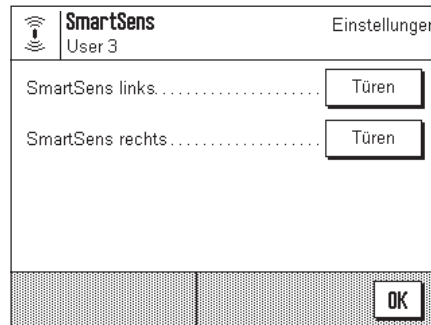 SmartSens Einstellungen
User 3
SmartSens links..................... Türen
SmartSens rechts................... Türen
OK